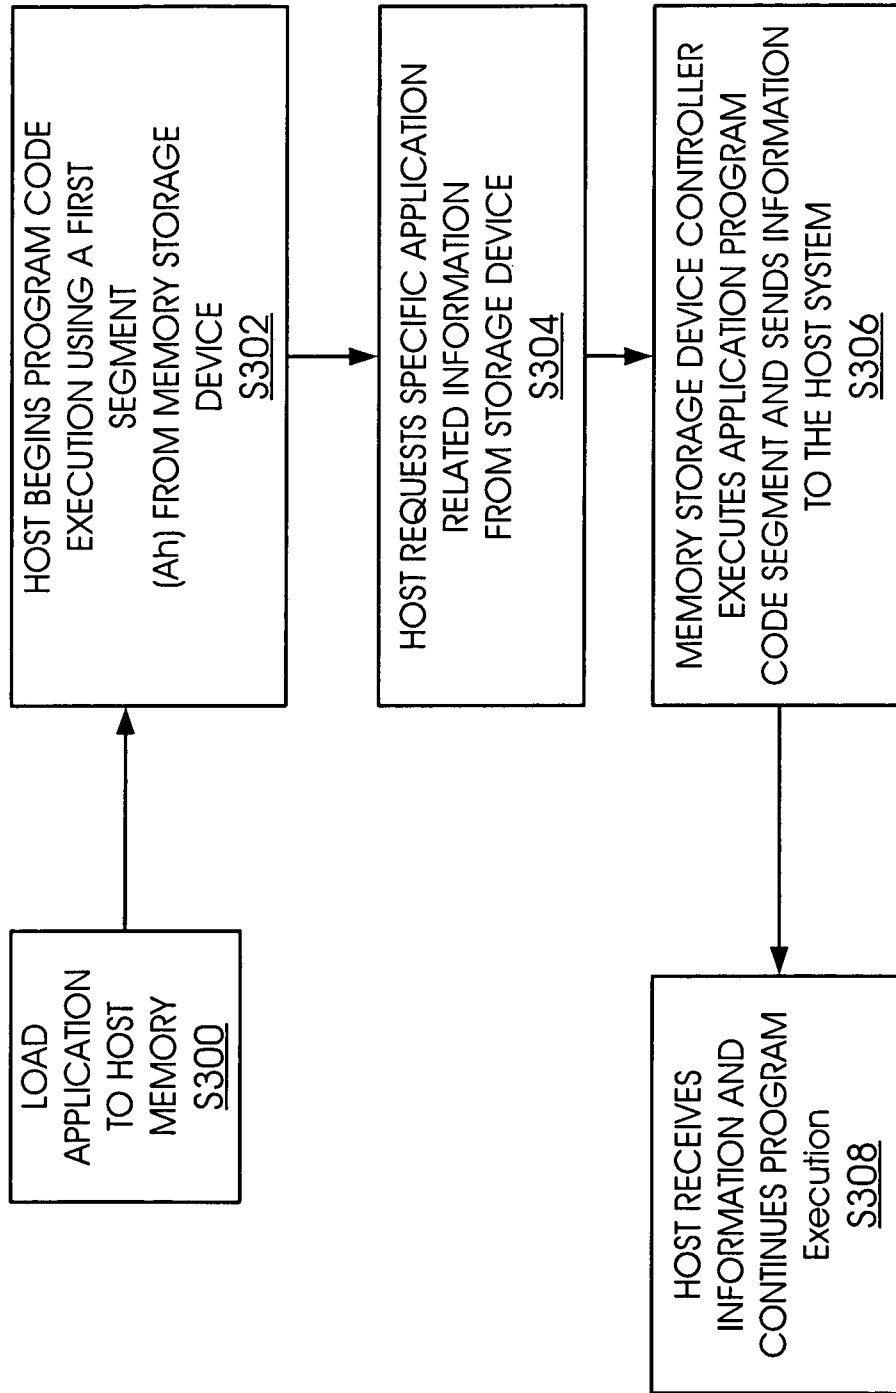 LOAD
APPLICATION
TO HOST
MEMORY
S300
HOST BEGINS PROGRAM CODE
EXECUTION USING A FIRST
SEGMENT
(Ah) FROM MEMORY STORAGE
DEVICE
S302
HOST REQUESTS SPECIFIC APPLICATION
RELATED INFORMATION
FROM STORAGE DEVICE
S304
MEMORY STORAGE DEVICE CONTROLLER
EXECUTES APPLICATION PROGRAM
CODE SEGMENT AND SENDS INFORMATION
TO THE HOST SYSTEM
S306
HOST RECEIVES
INFORMATION AND
CONTINUES PROGRAM
Execution
S308